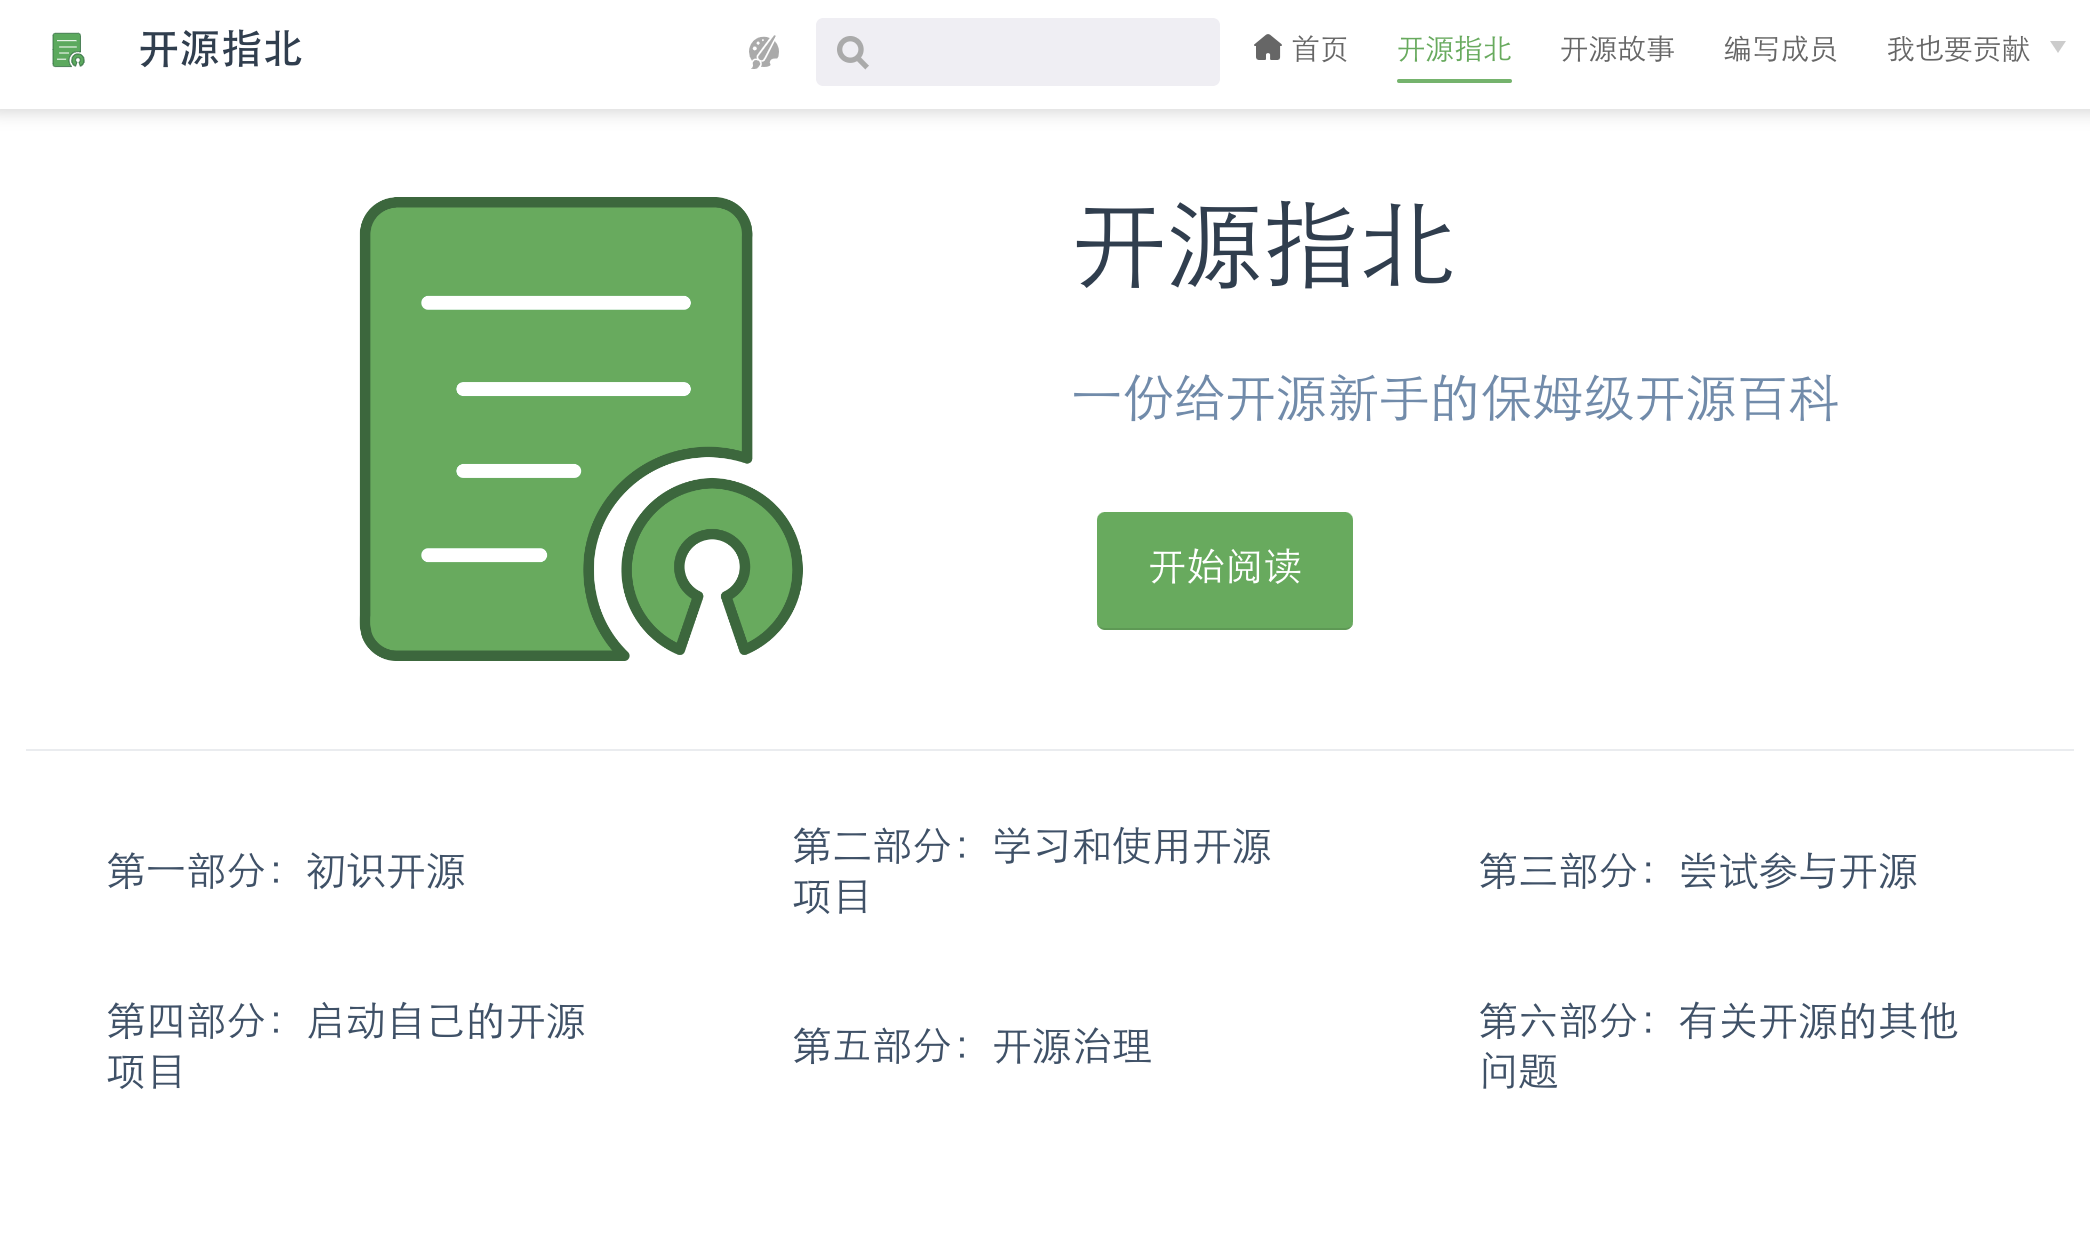 开源指北
首页
开源指北
开源故事
编写成员
我也要贡献
开源指北
一份给开源新手的保姆级开源百科
开始阅读
第一部分：初识开源
第二部分：学习和使用开源
项目
第三部分：尝试参与开源
第四部分：启动自己的开源
项目
第五部分：开源治理
第六部分：有关开源的其他
问题